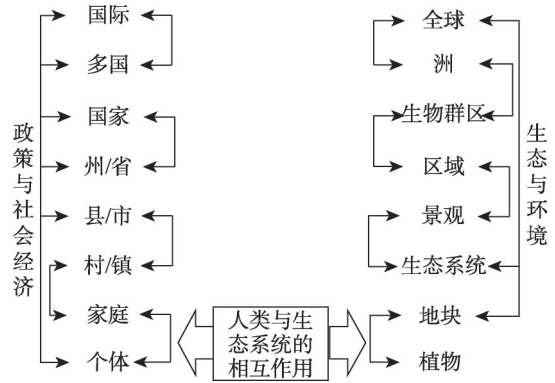 政策与社会经济
国际
多国
国家
州/省
县/市
村/镇
家庭
个体
人类与生
态系统的
相互作用
全球
洲
生物群区
区域
景观
生态系统
地块
植物
生态与环境